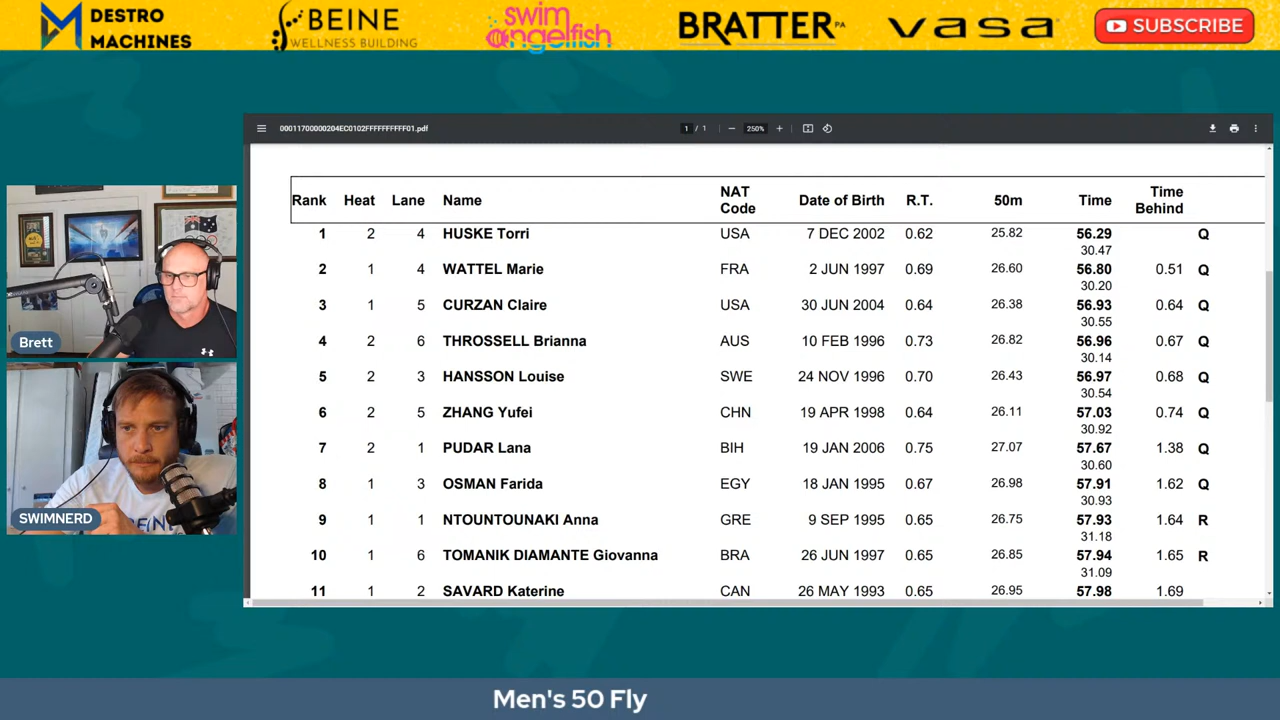 DESTRO
MACHINES
BEINE
WELLNESS BUILDING
swim
angelfish
BRATTER PA
vasa
SUBSCRIBE
00011700000204EC0102FFFFFFFFFF01.pdf
1 / 1
250%
Rank Heat Lane Name NAT Code Date of Birth R.T. 50m Time Time Behind
1 2 4 HUSKE Torri USA 7 DEC 2002 0.62 25.82 56.29 Q
30.47
2 1 4 WATTEL Marie FRA 2 JUN 1997 0.69 26.60 56.80 0.51 Q
30.20
3 1 5 CURZAN Claire USA 30 JUN 2004 0.64 26.38 56.93 0.64 Q
30.55
4 2 6 THROSSELL Brianna AUS 10 FEB 1996 0.73 26.82 56.96 0.67 Q
30.14
5 2 3 HANSSON Louise SWE 24 NOV 1996 0.70 26.43 56.97 0.68 Q
30.54
6 2 5 ZHANG Yufei CHN 19 APR 1998 0.64 26.11 57.03 0.74 Q
30.92
7 2 1 PUDAR Lana BIH 19 JAN 2006 0.75 27.07 57.67 1.38 Q
30.60
8 1 3 OSMAN Farida EGY 18 JAN 1995 0.67 26.98 57.91 1.62 Q
30.93
9 1 1 NTOUNTOUNAKI Anna GRE 9 SEP 1995 0.65 26.75 57.93 1.64 R
31.18
10 1 6 TOMANIK DIAMANTE Giovanna BRA 26 JUN 1997 0.65 26.85 57.94 1.65 R
31.09
11 1 2 SAVARD Katerine CAN 26 MAY 1993 0.65 26.95 57.98 1.69
Brett
SWIMNERD
Men's 50 Fly